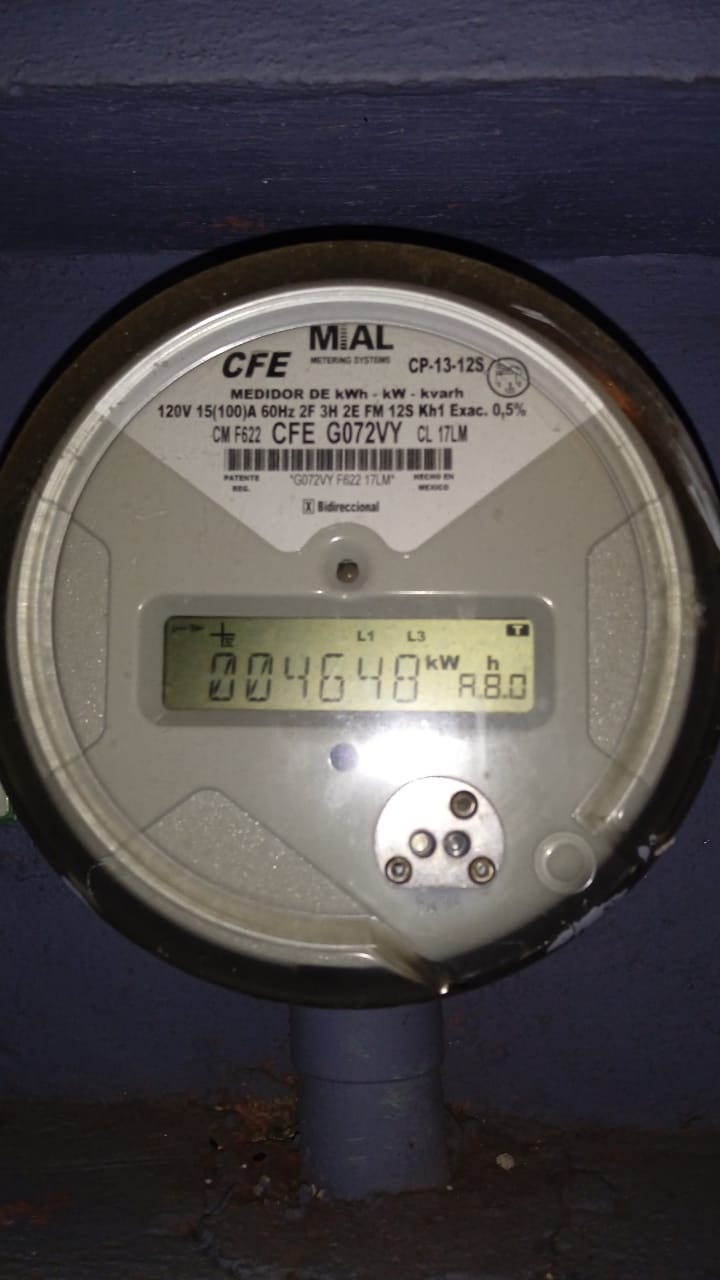 MIAL
METERING SYSTEMS
CFE
CP-13-12S
MEDIDOR DE kWh - kW - kvarh
120V 15(100)A 60Hz 2F 3H 2E FM 12S Kh1 Exac. 0,5%
CM F622 CFE G072VY CL 17LM
PATENTE REG. *G072VY F622 17LM* HECHO EN MEXICO
X Bidireccional
L1 L3 T
004648 kW h A.8.0